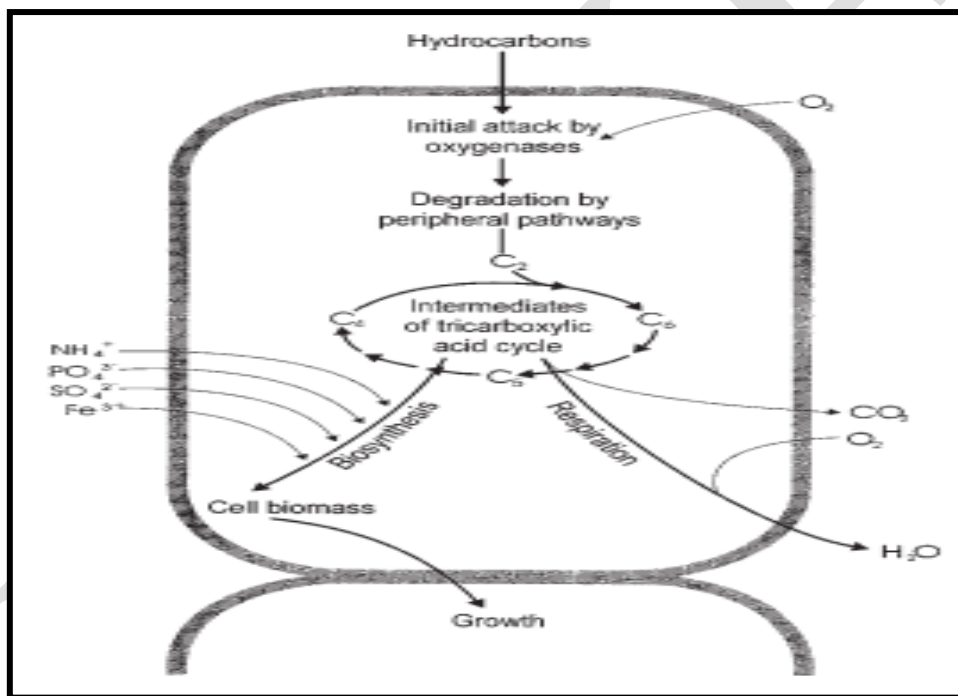 Hydrocarbons
O₂
Initial attack by
oxygenases
Degradation by
peripheral pathways
C₂
Intermediates
of tricarboxylic
acid cycle
C₄
C₆
C₅
NH₄⁺
PO₄³⁻
SO₄²⁻
Fe³⁺
Biosynthesis
Respiration
CO₂
O₂
Cell biomass
H₂O
Growth